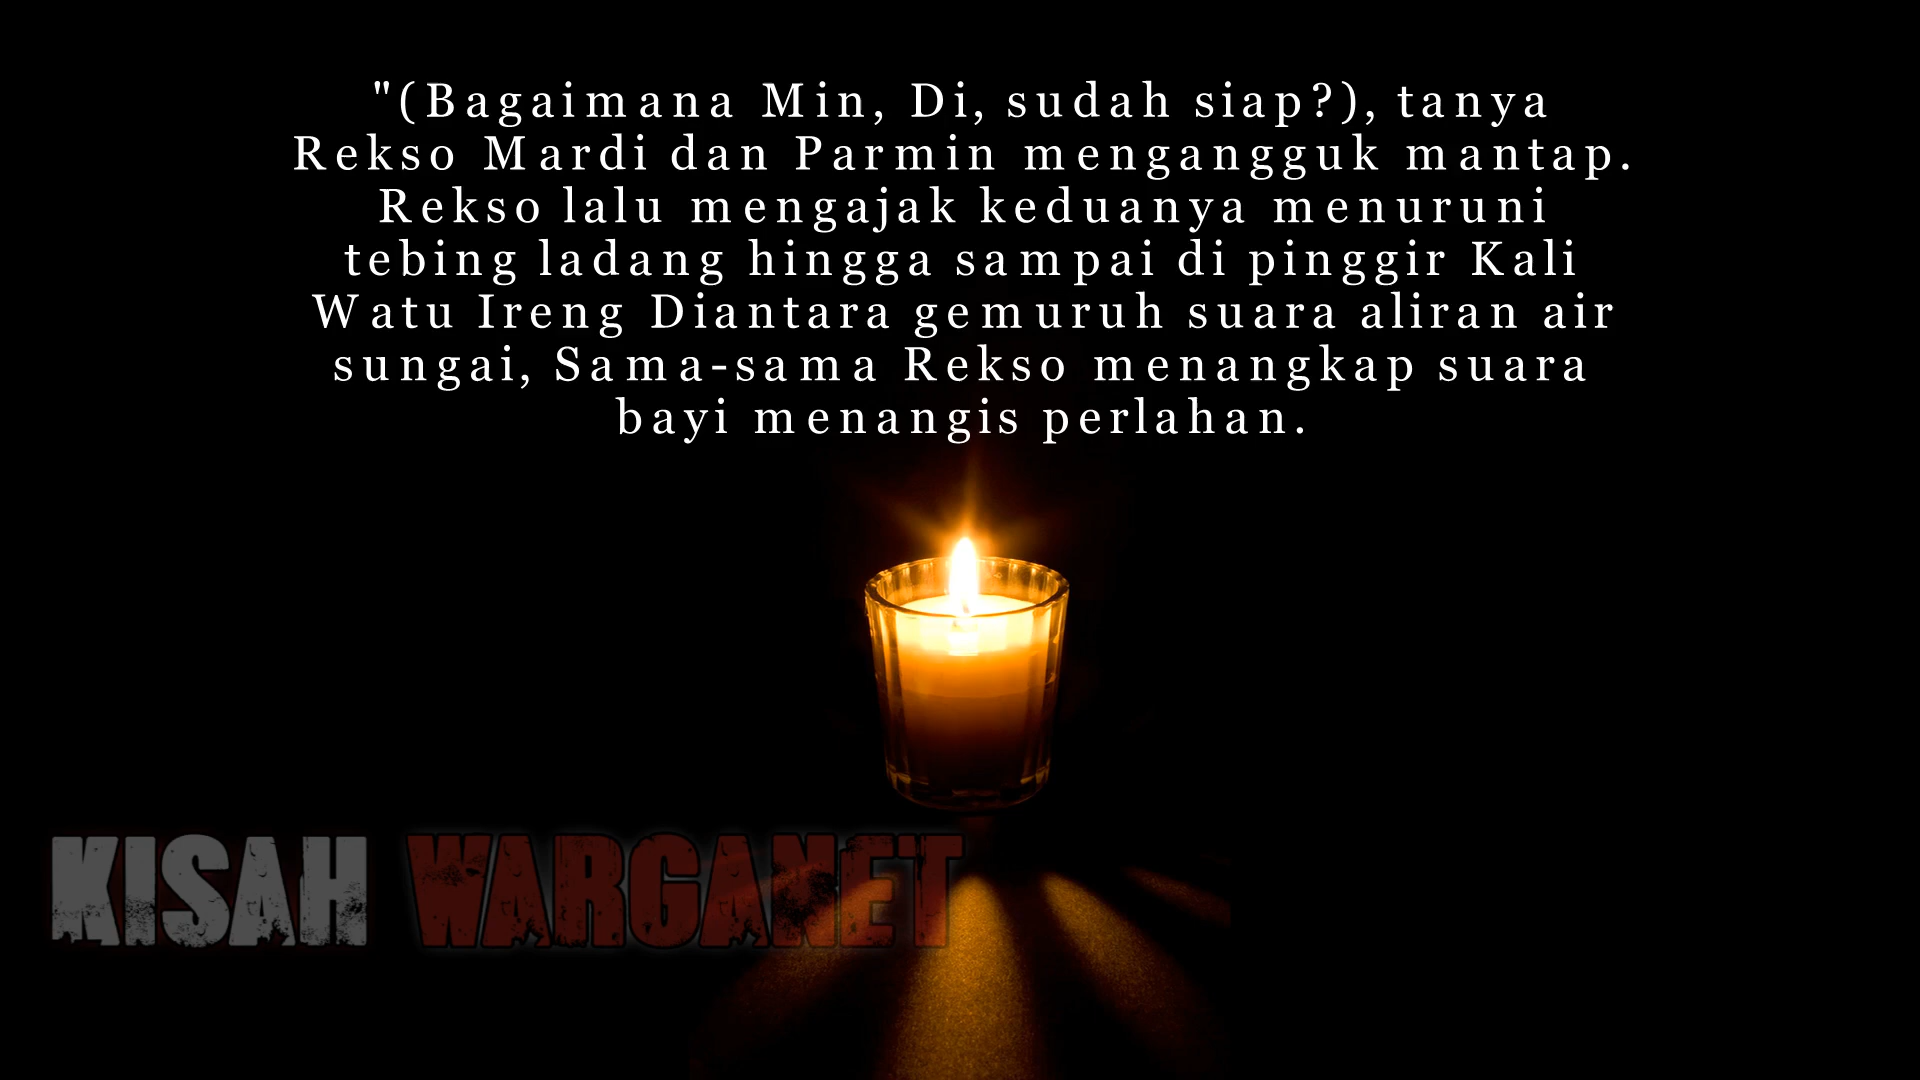 "(Bagaimana Min, Di, sudah siap?), tanya
Rekso Mardi dan Parmin mengangguk mantap.
Rekso lalu mengajak keduanya menuruni
tebing ladang hingga sampai di pinggir Kali
Watu Ireng Diantara gemuruh suara aliran air
sungai, Sama-sama Rekso menangkap suara
bayi menangis perlahan.
KISAH WARGANET